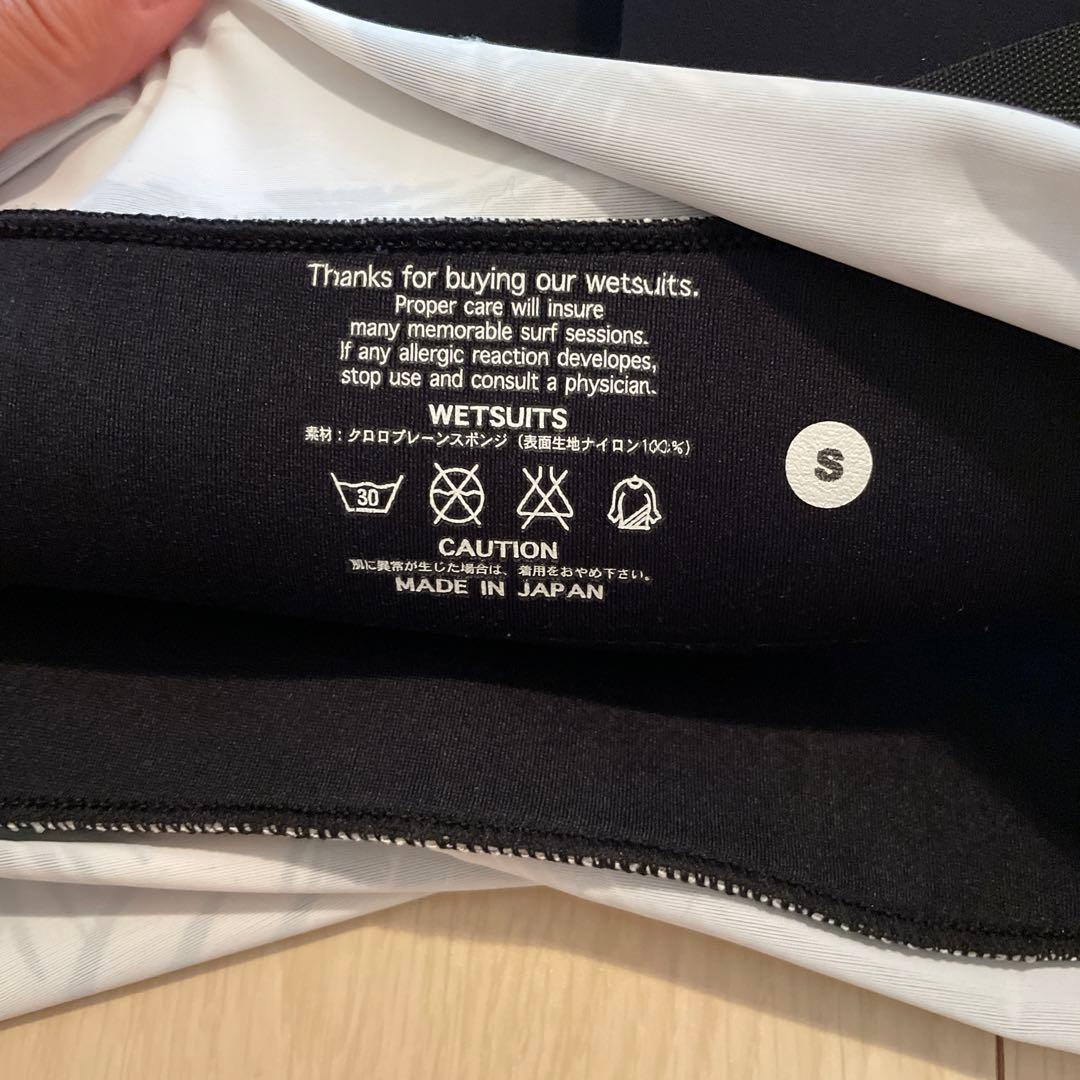 Thanks for buying our wetsuits.
Proper care will insure
many memorable surf sessions.
If any allergic reaction developes,
stop use and consult a physician.
WETSUITS
素材：クロロプレーンスポンジ（表面生地ナイロン100%）
S
30
CAUTION
肌に異常が生じた場合は、着用をおやめ下さい。
MADE IN JAPAN